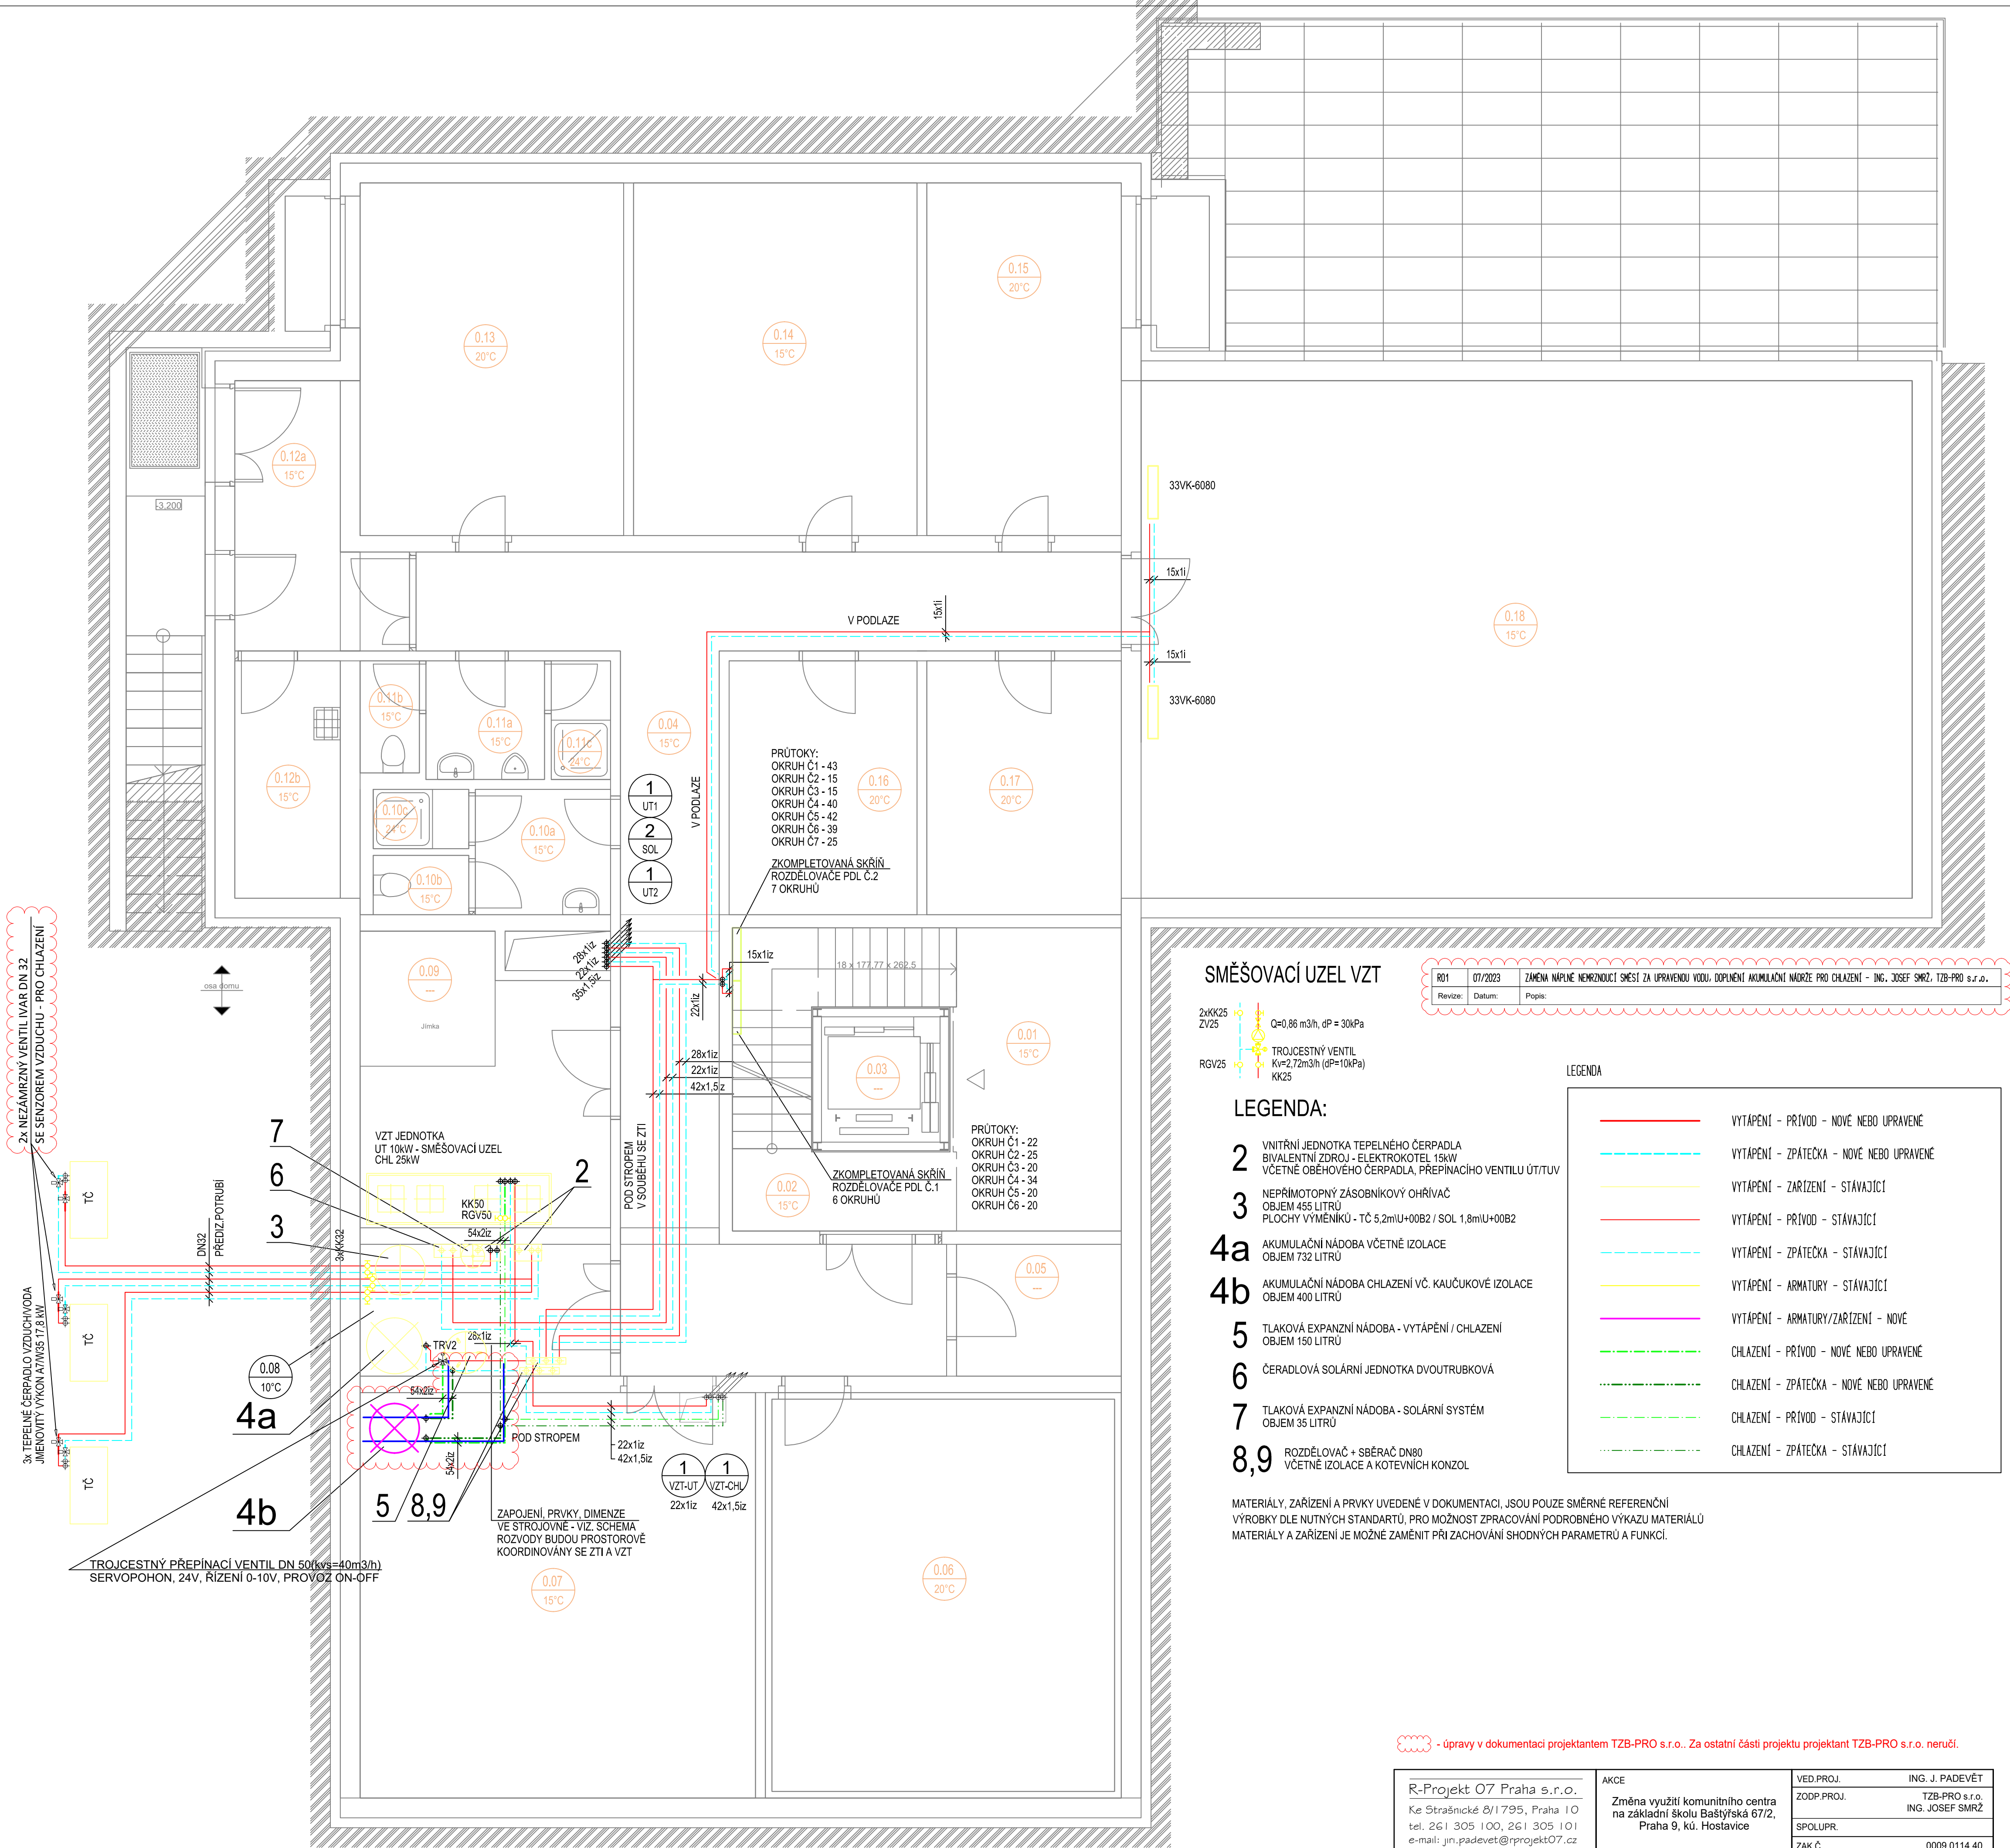 0.15
20°C
0.13
20°C
0.14
15°C
0.12a
15°C
-3.200
33VK-6080
15x1i
V PODLAZE
15x1i
0.18
15°C
15x1i
33VK-6080
0.11b
15°C
0.11a
15°C
0.11c
24°C
0.04
15°C
0.12b
15°C
0.16
20°C
0.17
20°C
PRŮTOKY:
OKRUH Č1 - 43
OKRUH Č2 - 15
OKRUH Č3 - 15
OKRUH Č4 - 40
OKRUH Č5 - 42
OKRUH Č6 - 39
OKRUH Č7 - 25
ZKOMPLETOVANÁ SKŘÍŇ
ROZDĚLOVAČE PDL Č.2
7 OKRUHŮ
V PODLAZE
1
UT1
2
SOL
1
UT2
0.10c
24°C
0.10a
15°C
0.10b
15°C
2x NEZÁMRZNÝ VENTIL IVAR DN 32
SE SENZOREM VZDUCHU - PRO CHLAZENÍ
osa domu
0.09
---
Jímka
28x1iz
22x1iz
35x1,5iz
15x1iz
22x1iz
18 x 177,77 x 262,5
0.01
15°C
0.03
---
28x1iz
22x1iz
42x1,5iz
POD STROPEM
V SOUBĚHU SE ZTI
0.02
15°C
ZKOMPLETOVANÁ SKŘÍŇ
ROZDĚLOVAČE PDL Č.1
6 OKRUHŮ
PRŮTOKY:
OKRUH Č1 - 22
OKRUH Č2 - 25
OKRUH Č3 - 20
OKRUH Č4 - 34
OKRUH Č5 - 20
OKRUH Č6 - 20
0.05
---
7
6
3
2
VZT JEDNOTKA
UT 10kW - SMĚŠOVACÍ UZEL
CHL 25kW
KK50
RGV50
54x2iz
3xKK32
DN32
PŘEDIZ.POTRUBÍ
TČ
TČ
TČ
3x TEPELNÉ ČERPADLO VZDUCH/VODA
JMENOVITÝ VÝKON A7/W35 17,8 kW
28x1iz
TRV2
0.08
10°C
4a
54x2iz
54x2iz
POD STROPEM
4b
5
8,9
22x1iz
42x1,5iz
1
VZT-UT
22x1iz
1
VZT-CHL
42x1,5iz
ZAPOJENÍ, PRVKY, DIMENZE
VE STROJOVNĚ - VIZ. SCHEMA
ROZVODY BUDOU PROSTOROVĚ
KOORDINOVÁNY SE ZTI A VZT
TROJCESTNÝ PŘEPÍNACÍ VENTIL DN 50(kvs=40m3/h)
SERVOPOHON, 24V, ŘÍZENÍ 0-10V, PROVOZ ON-OFF
0.07
15°C
0.06
20°C
SMĚŠOVACÍ UZEL VZT
2xKK25
ZV25
Q=0,86 m3/h, dP = 30kPa
TROJCESTNÝ VENTIL
Kv=2,72m3/h (dP=10kPa)
RGV25
KK25
R01 07/2023 ZÁMĚNA NÁPLNĚ NEMRZNOUCÍ SMĚSÍ ZA UPRAVENOU VODU, DOPLNĚNÍ AKUMULAČNÍ NÁDRŽE PRO CHLAZENÍ - ING. JOSEF SMRŽ, TZB-PRO s.r.o.
Revize: Datum: Popis:
LEGENDA:
2 VNITŘNÍ JEDNOTKA TEPELNÉHO ČERPADLA
BIVALENTNÍ ZDROJ - ELEKTROKOTEL 15kW
VČETNĚ OBĚHOVÉHO ČERPADLA, PŘEPÍNACÍHO VENTILU ÚT/TUV
3 NEPŘÍMOTOPNÝ ZÁSOBNÍKOVÝ OHŘÍVAČ
OBJEM 455 LITRŮ
PLOCHY VÝMĚNÍKŮ - TČ 5,2m\U+00B2 / SOL 1,8m\U+00B2
4a AKUMULAČNÍ NÁDOBA VČETNĚ IZOLACE
OBJEM 732 LITRŮ
4b AKUMULAČNÍ NÁDOBA CHLAZENÍ VČ. KAUČUKOVÉ IZOLACE
OBJEM 400 LITRŮ
5 TLAKOVÁ EXPANZNÍ NÁDOBA - VYTÁPĚNÍ / CHLAZENÍ
OBJEM 150 LITRŮ
6 ČERADLOVÁ SOLÁRNÍ JEDNOTKA DVOUTRUBKOVÁ
7 TLAKOVÁ EXPANZNÍ NÁDOBA - SOLÁRNÍ SYSTÉM
OBJEM 35 LITRŮ
8,9 ROZDĚLOVAČ + SBĚRAČ DN80
VČETNĚ IZOLACE A KOTEVNÍCH KONZOL
MATERIÁLY, ZAŘÍZENÍ A PRVKY UVEDENÉ V DOKUMENTACI, JSOU POUZE SMĚRNÉ REFERENČNÍ
VÝROBKY DLE NUTNÝCH STANDARTŮ, PRO MOŽNOST ZPRACOVÁNÍ PODROBNÉHO VÝKAZU MATERIÁLŮ
MATERIÁLY A ZAŘÍZENÍ JE MOŽNÉ ZAMĚNIT PŘI ZACHOVÁNÍ SHODNÝCH PARAMETRŮ A FUNKCÍ.
LEGENDA
VYTÁPĚNÍ - PŘÍVOD - NOVÉ NEBO UPRAVENÉ
VYTÁPĚNÍ - ZPÁTEČKA - NOVÉ NEBO UPRAVENÉ
VYTÁPĚNÍ - ZAŘÍZENÍ - STÁVAJÍCÍ
VYTÁPĚNÍ - PŘÍVOD - STÁVAJÍCÍ
VYTÁPĚNÍ - ZPÁTEČKA - STÁVAJÍCÍ
VYTÁPĚNÍ - ARMATURY - STÁVAJÍCÍ
VYTÁPĚNÍ - ARMATURY/ZAŘÍZENÍ - NOVÉ
CHLAZENÍ - PŘÍVOD - NOVÉ NEBO UPRAVENÉ
CHLAZENÍ - ZPÁTEČKA - NOVÉ NEBO UPRAVENÉ
CHLAZENÍ - PŘÍVOD - STÁVAJÍCÍ
CHLAZENÍ - ZPÁTEČKA - STÁVAJÍCÍ
- úpravy v dokumentaci projektantem TZB-PRO s.r.o.. Za ostatní části projektu projektant TZB-PRO s.r.o. neručí.
R-Projekt 07 Praha s.r.o.
Ke Strašnické 8/1795, Praha 10
tel. 261 305 100, 261 305 101
e-mail: jiri.padevet@rprojekt07.cz
AKCE
Změna využití komunitního centra
na základní školu Baštýřská 67/2,
Praha 9, kú. Hostavice
VED.PROJ. ING. J. PADEVĚT
ZODP.PROJ. TZB-PRO s.r.o.
ING. JOSEF SMRŽ
SPOLUPR.
ZAK.Č. 0009 0114 40